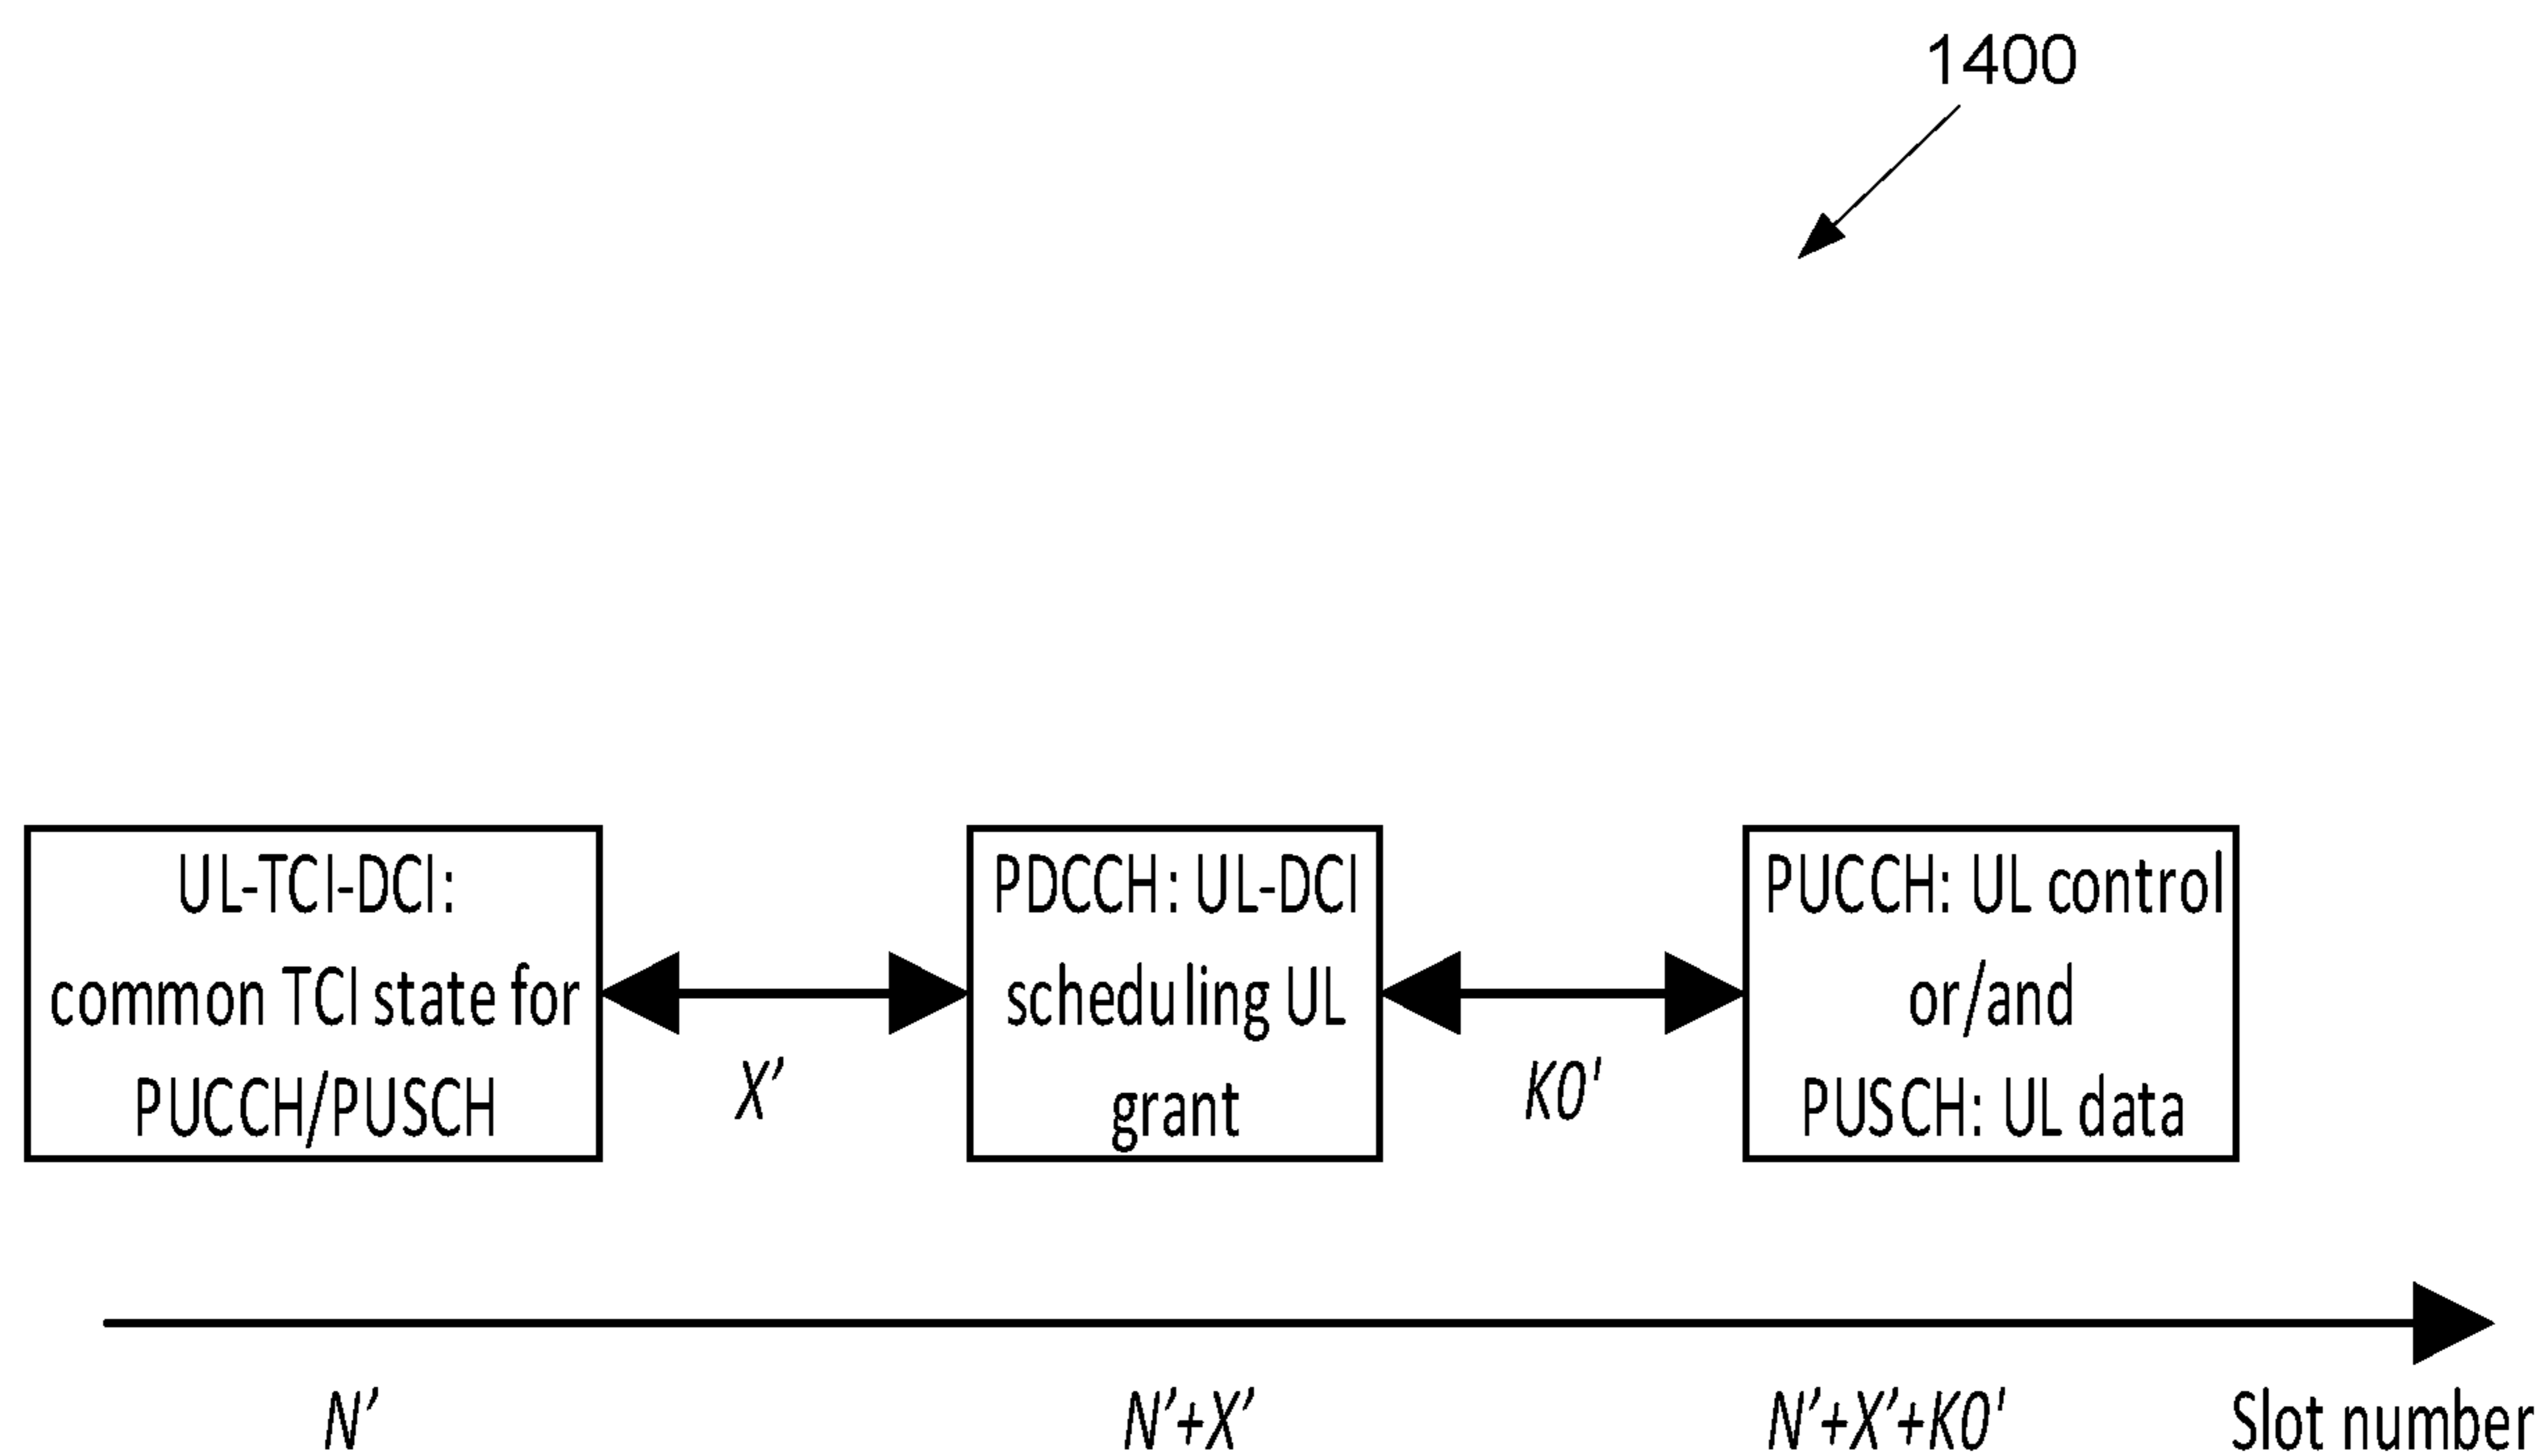 1400
UL-TCI-DCI:
common TCI state for
PUCCH/PUSCH
X’
PDCCH: UL-DCI
scheduling UL
grant
K0'
PUCCH: UL control
or/and
PUSCH: UL data
N’
N’+X’
N’+X’+K0'
Slot number